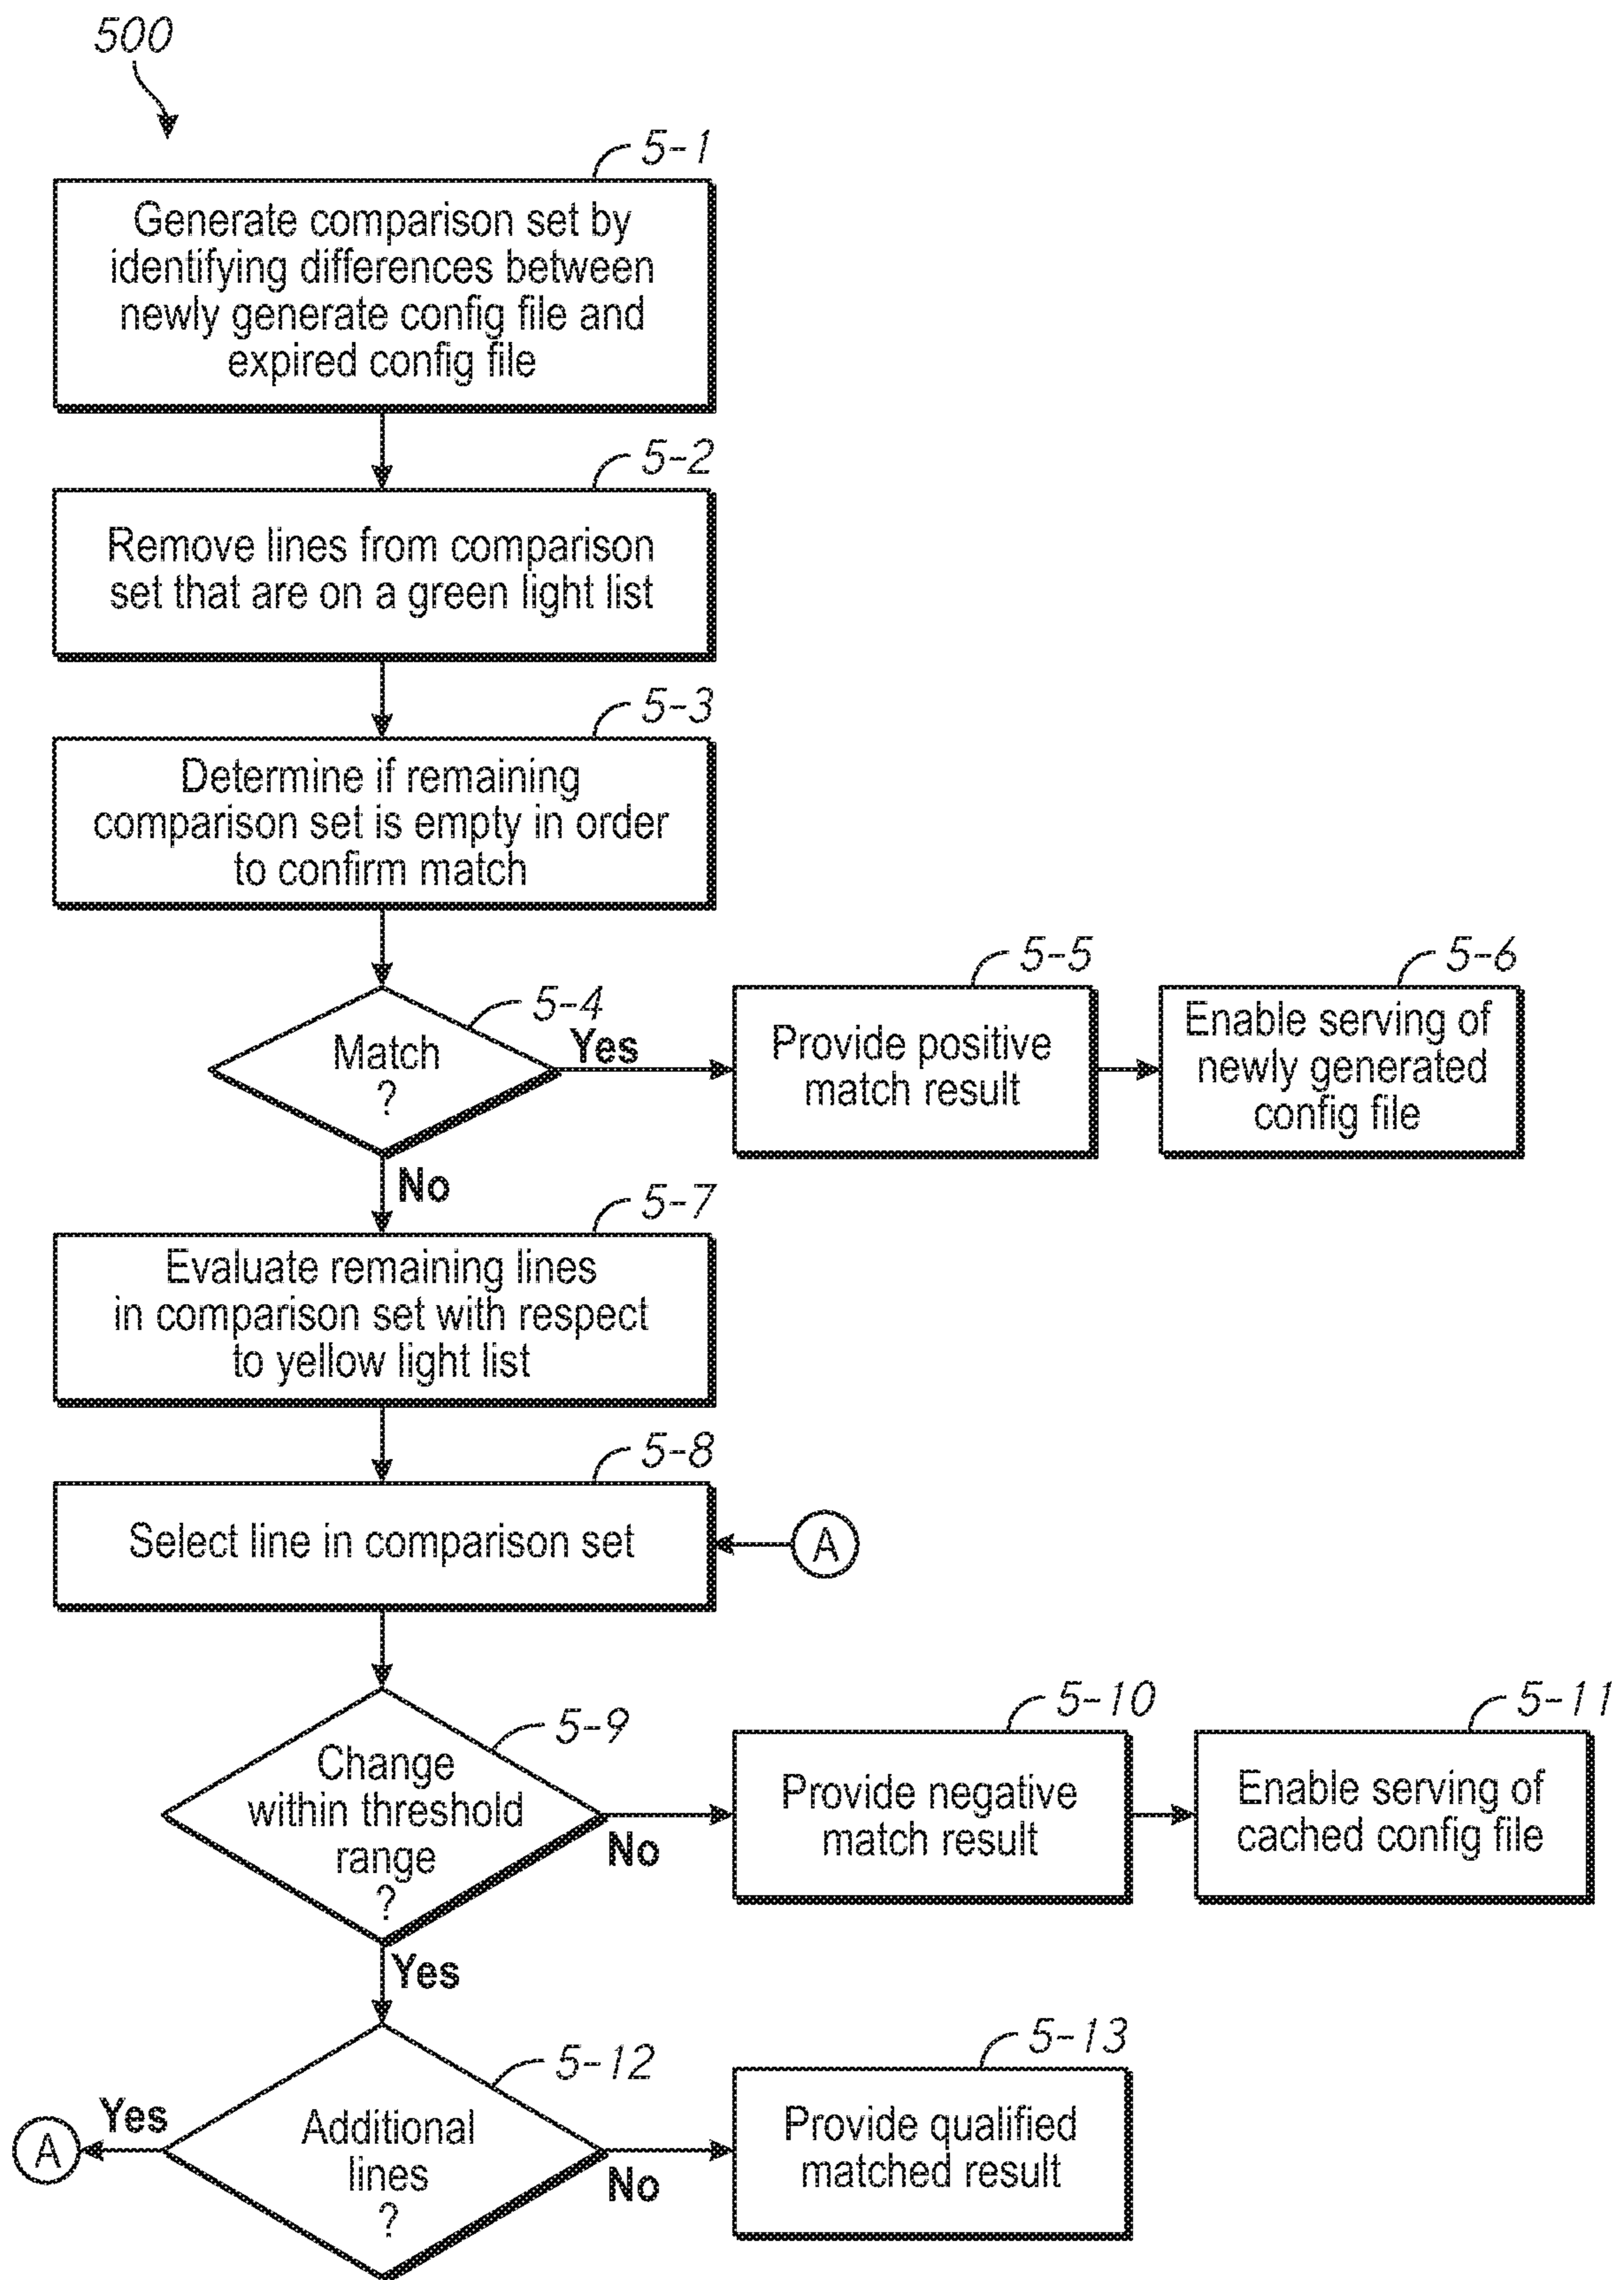 500
5-1
Generate comparison set by
identifying differences between
newly generate config file and
expired config file
5-2
Remove lines from comparison
set that are on a green light list
5-3
Determine if remaining
comparison set is empty in order
to confirm match
5-4
Match
?
Yes
5-5
Provide positive
match result
5-6
Enable serving of
newly generated
config file
No
5-7
Evaluate remaining lines
in comparison set with respect
to yellow light list
5-8
Select line in comparison set
A
5-9
Change
within threshold
range
?
No
5-10
Provide negative
match result
5-11
Enable serving of
cached config file
Yes
5-12
Additional
lines
?
Yes
A
No
5-13
Provide qualified
matched result